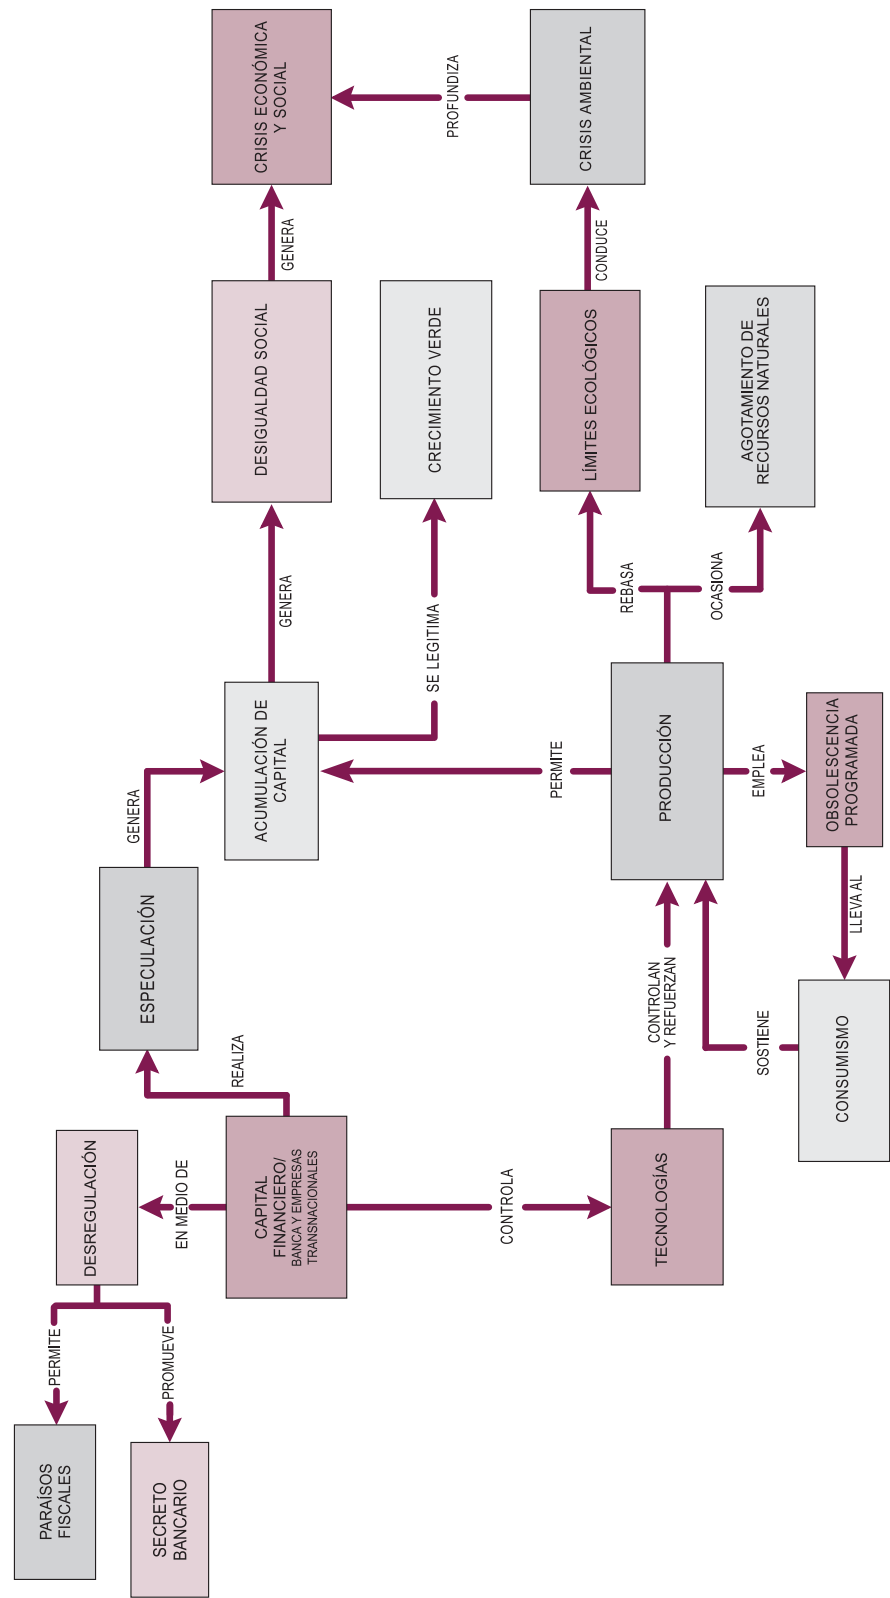 PARAÍSOS
FISCALES
PERMITE
DESREGULACIÓN
PROMUEVE
SECRETO
BANCARIO
EN MEDIO DE
CAPITAL
FINANCIERO/
BANCA Y EMPRESAS
TRANSNACIONALES
REALIZA
ESPECULACIÓN
GENERA
ACUMULACIÓN DE
CAPITAL
GENERA
DESIGUALDAD SOCIAL
GENERA
CRISIS ECONÓMICA
Y SOCIAL
SE LEGITIMA
CRECIMIENTO VERDE
CONTROLA
TECNOLOGÍAS
CONTROLAN
Y REFUERZAN
PRODUCCIÓN
PERMITE
REBASA
LÍMITES ECOLÓGICOS
CONDUCE
CRISIS AMBIENTAL
PROFUNDIZA
OCASIONA
AGOTAMIENTO DE
RECURSOS NATURALES
EMPLEA
OBSOLESCENCIA
PROGRAMADA
LLEVA AL
CONSUMISMO
SOSTIENE